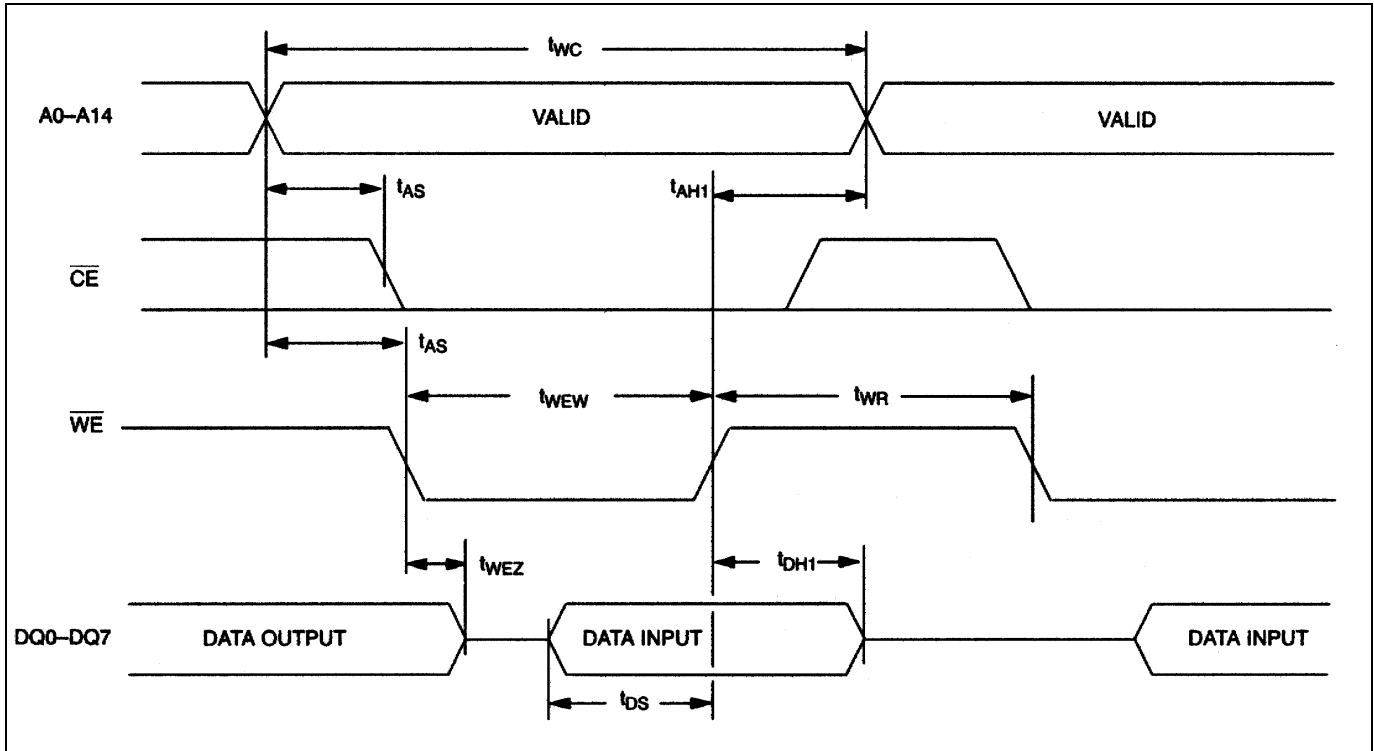 tWC
A0–A14
VALID
VALID
tAS
tAH1
CE
tAS
tWEW
tWR
WE
tWEZ
tDH1
DQ0–DQ7
DATA OUTPUT
DATA INPUT
DATA INPUT
tDS